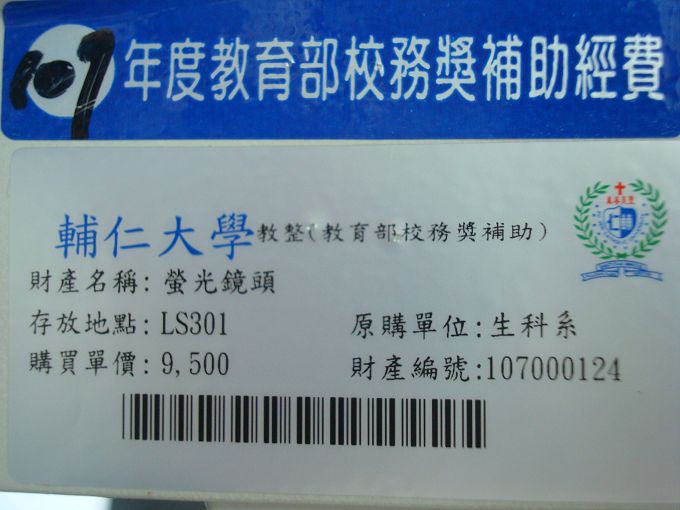 107年度教育部校務獎補助經費
輔仁大學教整(教育部校務獎補助)
財產名稱: 螢光鏡頭
存放地點: LS301 原購單位: 生科系
購買單價: 9,500 財產編號:107000124